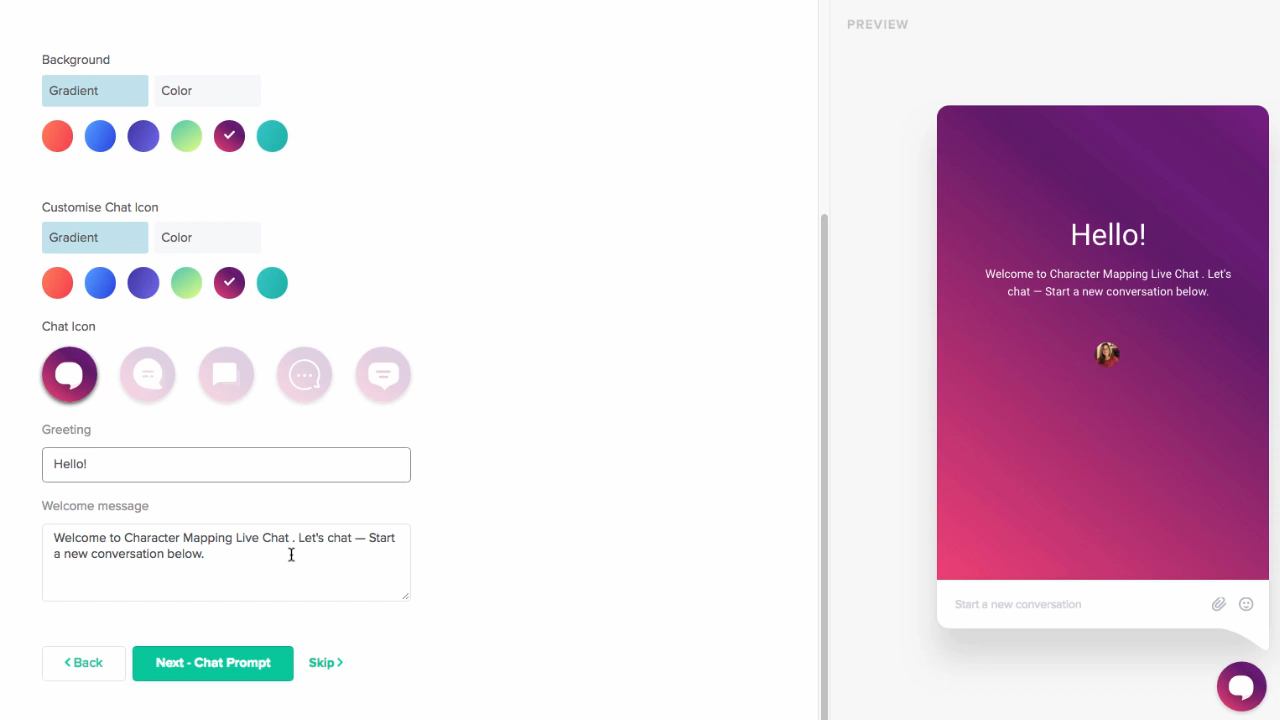 PREVIEW
Background
Gradient
Color
Customise Chat Icon
Gradient
Color
Chat Icon
Greeting
Hello!
Welcome message
Welcome to Character Mapping Live Chat . Let's chat — Start
a new conversation below.
Back
Next - Chat Prompt
Skip
Hello!
Welcome to Character Mapping Live Chat . Let's
chat — Start a new conversation below.
Start a new conversation